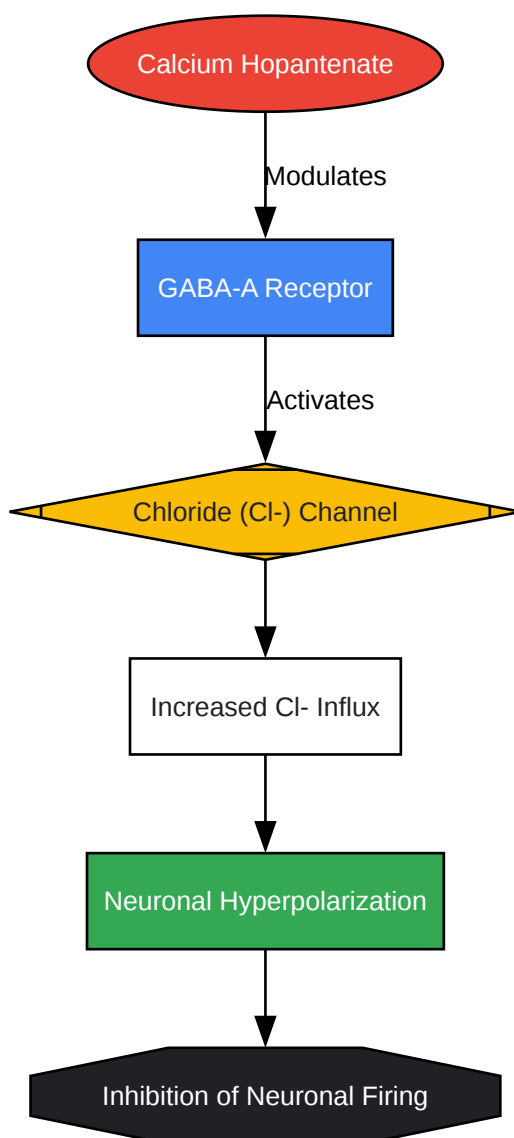 Calcium Hopantenate
Modulates
GABA-A Receptor
Activates
Chloride (Cl-) Channel
Increased Cl- Influx
Neuronal Hyperpolarization
Inhibition of Neuronal Firing